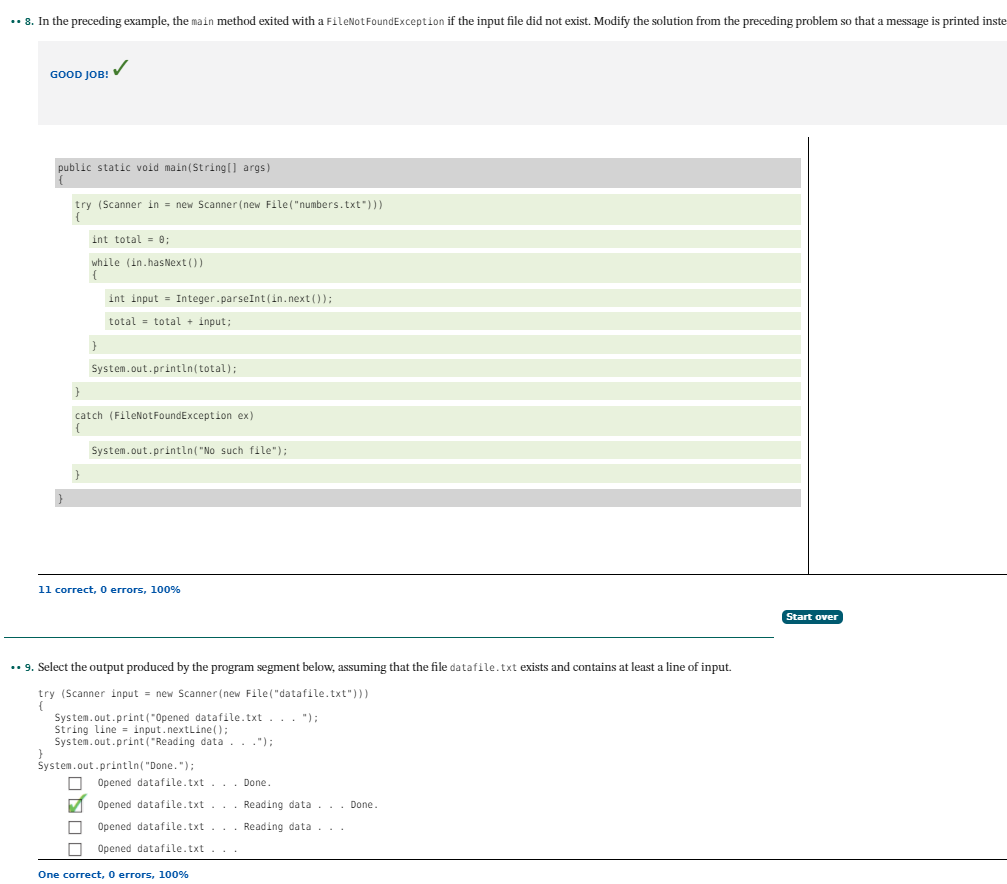 •• 8. In the preceding example, the main method exited with a FileNotFoundException if the input file did not exist. Modify the solution from the preceding problem so that a message is printed inste
GOOD JOB! ✓
public static void main(String[] args)
{
try (Scanner in = new Scanner(new File("numbers.txt")))
{
int total = 0;
while (in.hasNext())
{
int input = Integer.parseInt(in.next());
total = total + input;
}
System.out.println(total);
}
catch (FileNotFoundException ex)
{
System.out.println("No such file");
}
}
11 correct, 0 errors, 100%
Start over
•• 9. Select the output produced by the program segment below, assuming that the file datafile.txt exists and contains at least a line of input.
try (Scanner input = new Scanner(new File("datafile.txt")))
{
System.out.print("Opened datafile.txt . . . ");
String line = input.nextLine();
System.out.print("Reading data . . .");
}
System.out.println("Done.");
Opened datafile.txt . . . Done.
Opened datafile.txt . . . Reading data . . . Done.
Opened datafile.txt . . . Reading data . . .
Opened datafile.txt . . .
One correct, 0 errors, 100%